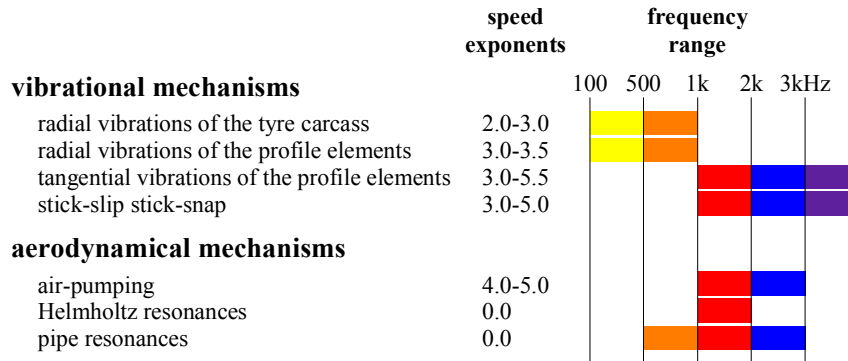 speed frequency
exponents range
100 500 1k 2k 3kHz
vibrational mechanisms
radial vibrations of the tyre carcass 2.0-3.0
radial vibrations of the profile elements 3.0-3.5
tangential vibrations of the profile elements 3.0-5.5
stick-slip stick-snap 3.0-5.0
aerodynamical mechanisms
air-pumping 4.0-5.0
Helmholtz resonances 0.0
pipe resonances 0.0